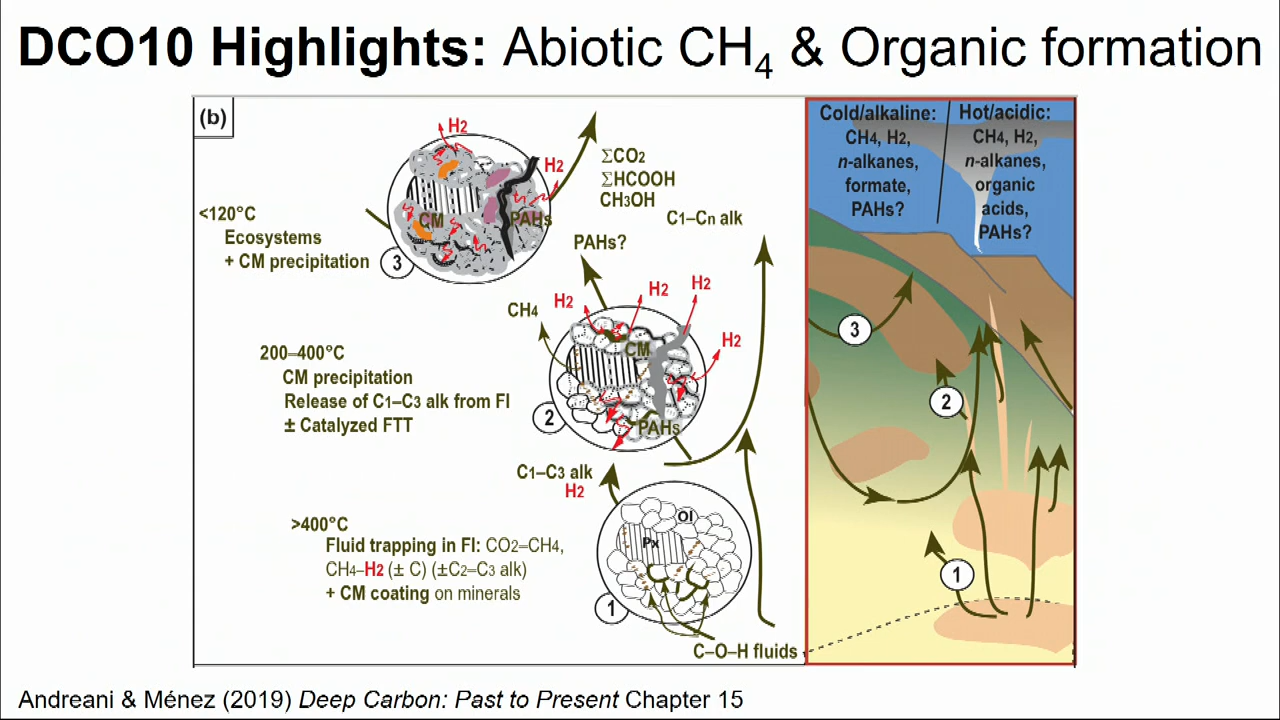 DCO10 Highlights: Abiotic CH4 & Organic formation
(b)
H2
H2
CM
PAHs
3
<120°C
Ecosystems
+ CM precipitation
ΣCO2
ΣHCOOH
CH3OH
C1–Cn alk
PAHs?
CH4
H2
H2
H2
H2
CM
PAHs
2
200–400°C
CM precipitation
Release of C1–C3 alk from FI
± Catalyzed FTT
C1–C3 alk
H2
Ol
Px
1
>400°C
Fluid trapping in FI: CO2–CH4,
CH4–H2 (± C) (±C2–C3 alk)
+ CM coating on minerals
C–O–H fluids
Cold/alkaline:
CH4, H2,
n-alkanes,
formate,
PAHs?
Hot/acidic:
CH4, H2,
n-alkanes,
organic
acids,
PAHs?
3
2
1
Andreani & Ménez (2019) Deep Carbon: Past to Present Chapter 15